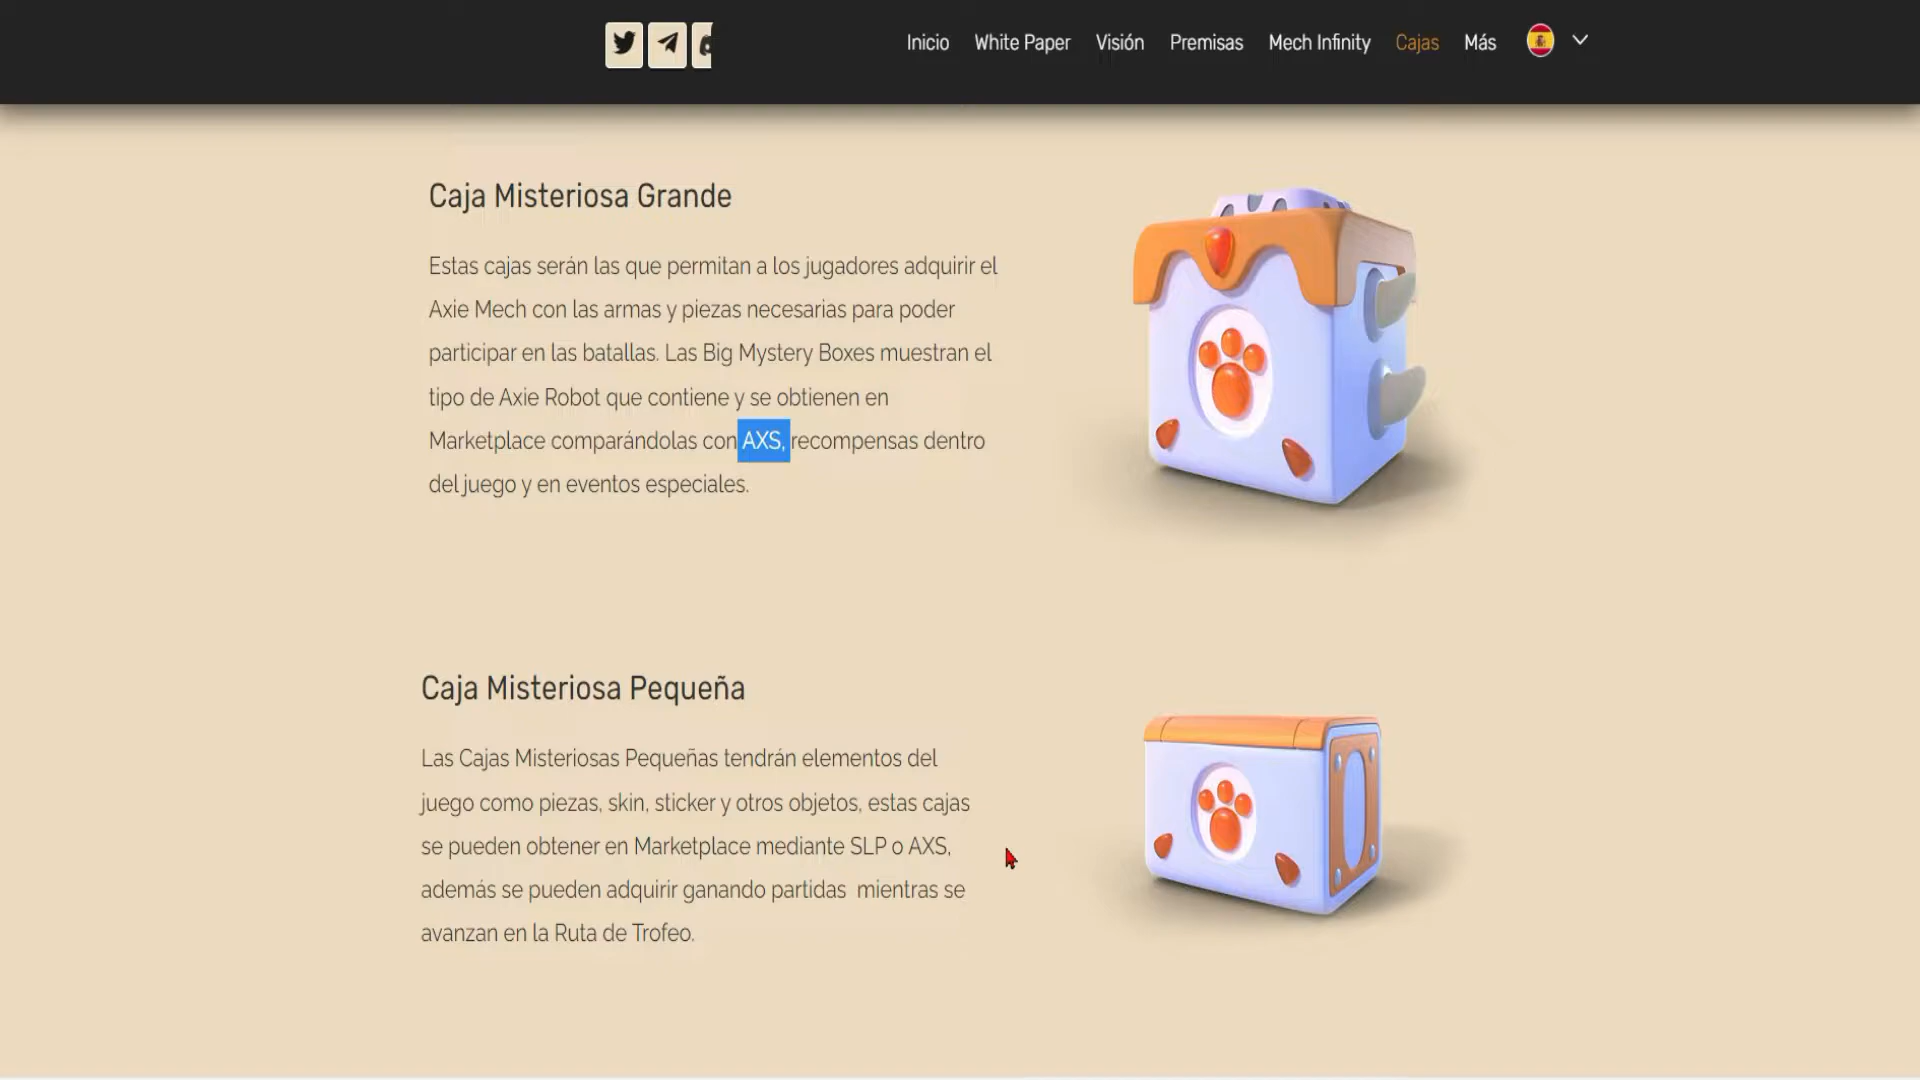 Inicio White Paper Visión Premisas Mech Infinity Cajas Más
Caja Misteriosa Grande
Estas cajas serán las que permitan a los jugadores adquirir el
Axie Mech con las armas y piezas necesarias para poder
participar en las batallas. Las Big Mystery Boxes muestran el
tipo de Axie Robot que contiene y se obtienen en
Marketplace comparándolas con AXS, recompensas dentro
del juego y en eventos especiales.
Caja Misteriosa Pequeña
Las Cajas Misteriosas Pequeñas tendrán elementos del
juego como piezas, skin, sticker y otros objetos, estas cajas
se pueden obtener en Marketplace mediante SLP o AXS,
además se pueden adquirir ganando partidas mientras se
avanzan en la Ruta de Trofeo.